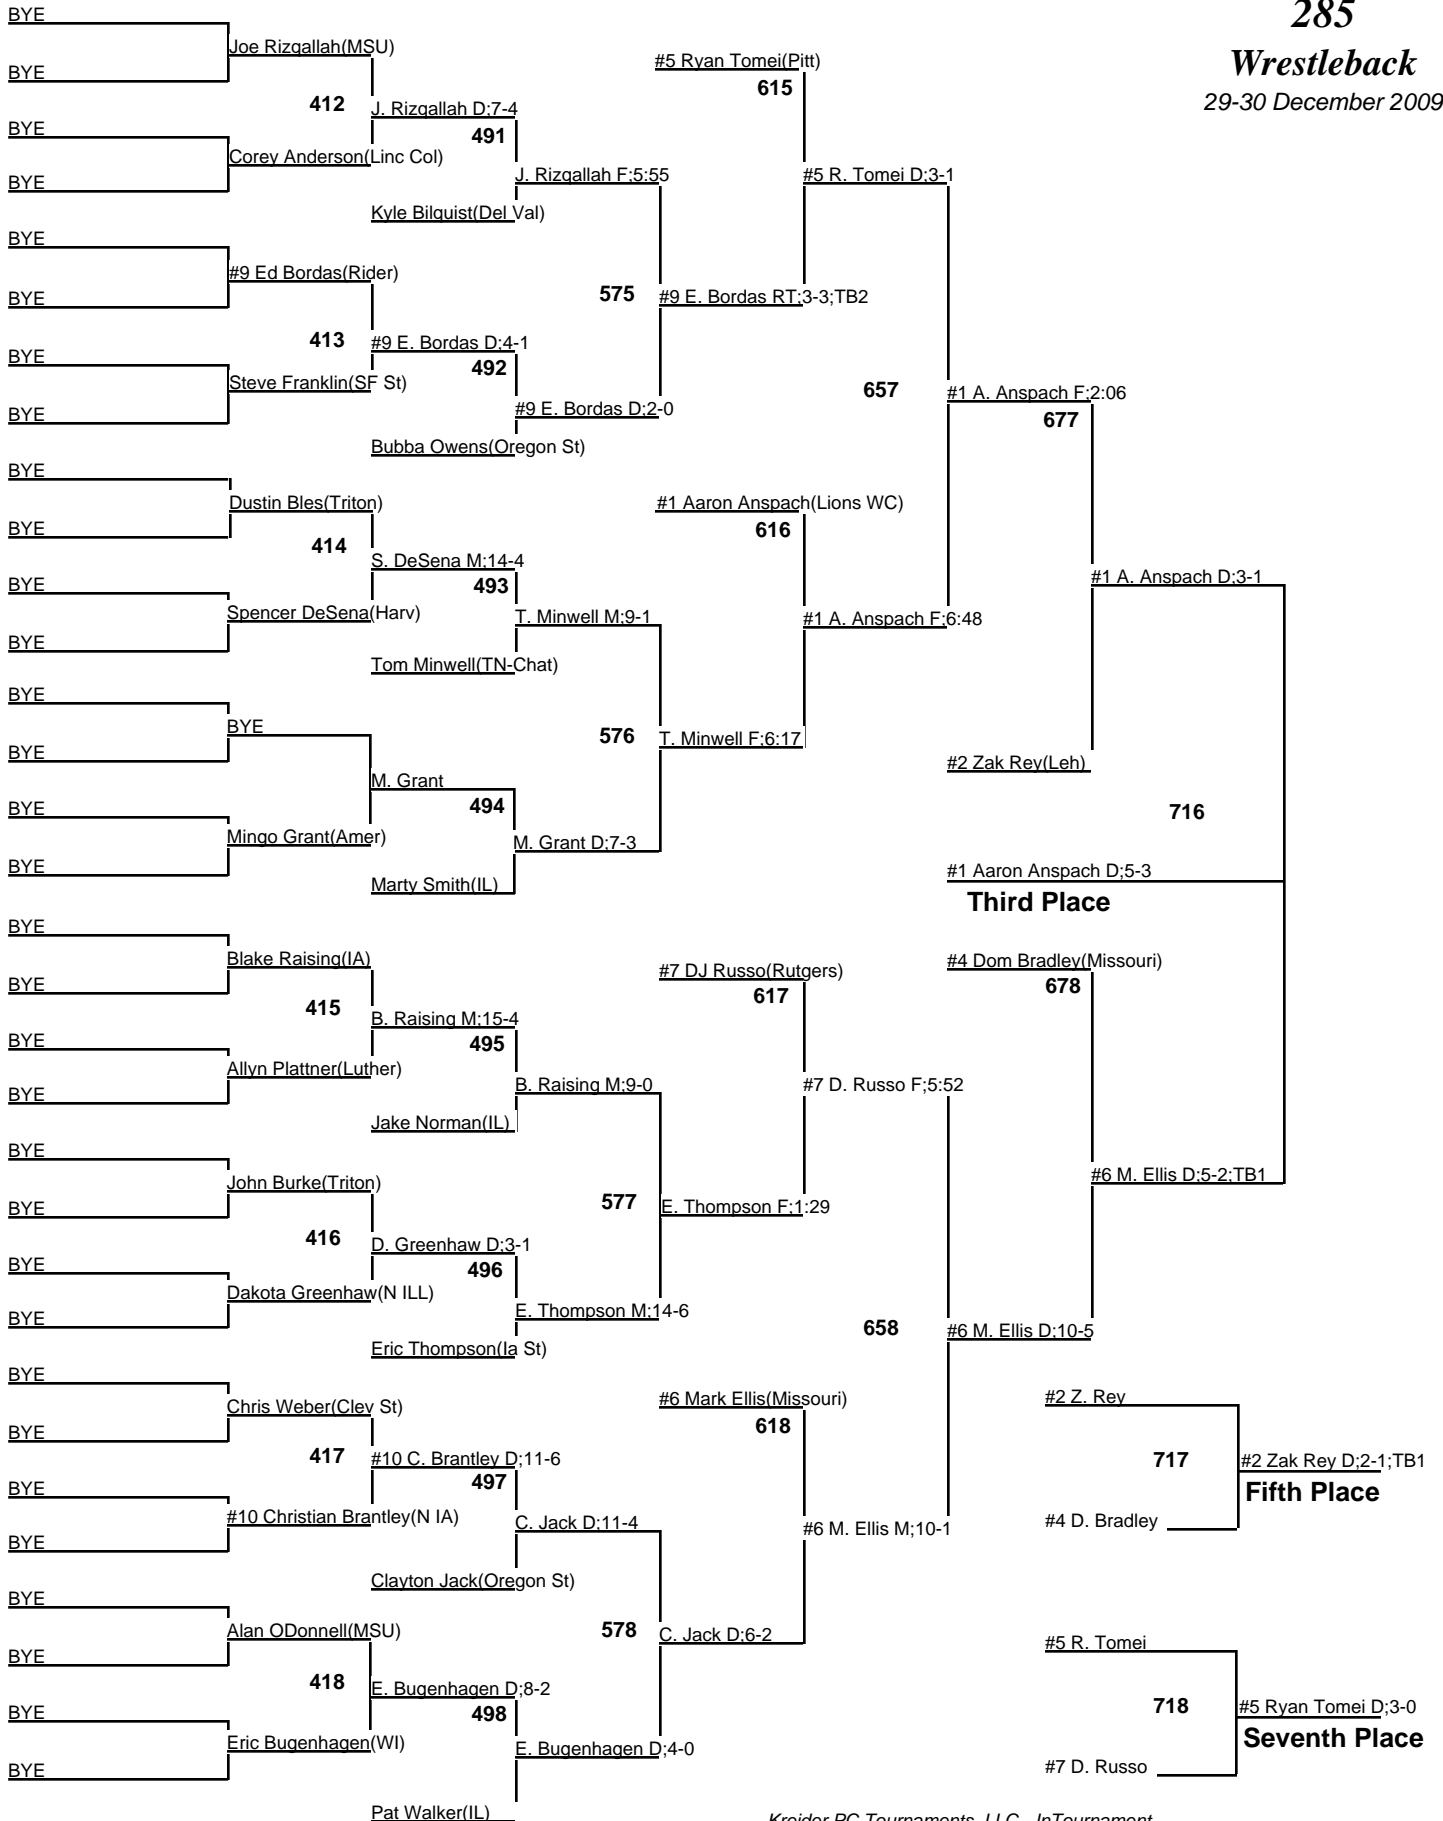 BYE
285
Joe Rizqallah(MSU)
#5 Ryan Tomei(Pitt)
Wrestleback
BYE
615
29-30 December 2009
412
J. Rizqallah D;7-4
BYE
491
Corey Anderson(Linc Col)
J. Rizqallah F;5:55
#5 R. Tomei D;3-1
BYE
Kyle Bilquist(Del Val)
BYE
#9 Ed Bordas(Rider)
575
#9 E. Bordas RT;3-3;TB2
BYE
413
#9 E. Bordas D;4-1
BYE
492
Steve Franklin(SF St)
657
#1 A. Anspach F;2:06
#9 E. Bordas D;2-0
677
BYE
Bubba Owens(Oregon St)
BYE
Dustin Bles(Triton)
#1 Aaron Anspach(Lions WC)
BYE
616
414
S. DeSena M;14-4
#1 A. Anspach D;3-1
BYE
493
Spencer DeSena(Harv)
T. Minwell M;9-1
#1 A. Anspach F;6:48
BYE
Tom Minwell(TN-Chat)
BYE
BYE
576
T. Minwell F;6:17
BYE
#2 Zak Rey(Leh)
M. Grant
BYE
494
716
Mingo Grant(Amer)
M. Grant D;7-3
BYE
#1 Aaron Anspach D;5-3
Marty Smith(IL)
Third Place
BYE
Blake Raising(IA)
#7 DJ Russo(Rutgers)
#4 Dom Bradley(Missouri)
BYE
617
678
415
B. Raising M;15-4
BYE
495
Allyn Plattner(Luther)
B. Raising M;9-0
#7 D. Russo F;5:52
BYE
Jake Norman(IL)
BYE
John Burke(Triton)
#6 M. Ellis D;5-2;TB1
BYE
577
E. Thompson F;1:29
416
D. Greenhaw D;3-1
BYE
496
Dakota Greenhaw(N ILL)
E. Thompson M;14-6
BYE
658
#6 M. Ellis D;10-5
Eric Thompson(Ia St)
BYE
Chris Weber(Clev St)
#6 Mark Ellis(Missouri)
#2 Z. Rey
BYE
618
417
#10 C. Brantley D;11-6
717
#2 Zak Rey D;2-1;TB1
BYE
497
Fifth Place
#10 Christian Brantley(N IA)
C. Jack D;11-4
#6 M. Ellis M;10-1
#4 D. Bradley
BYE
Clayton Jack(Oregon St)
BYE
Alan ODonnell(MSU)
578
C. Jack D;6-2
#5 R. Tomei
BYE
418
E. Bugenhagen D;8-2
BYE
498
718
#5 Ryan Tomei D;3-0
Eric Bugenhagen(WI)
E. Bugenhagen D;4-0
Seventh Place
BYE
#7 D. Russo
Pat Walker(IL)
Kreider PC Tournaments, LLC - InTournament